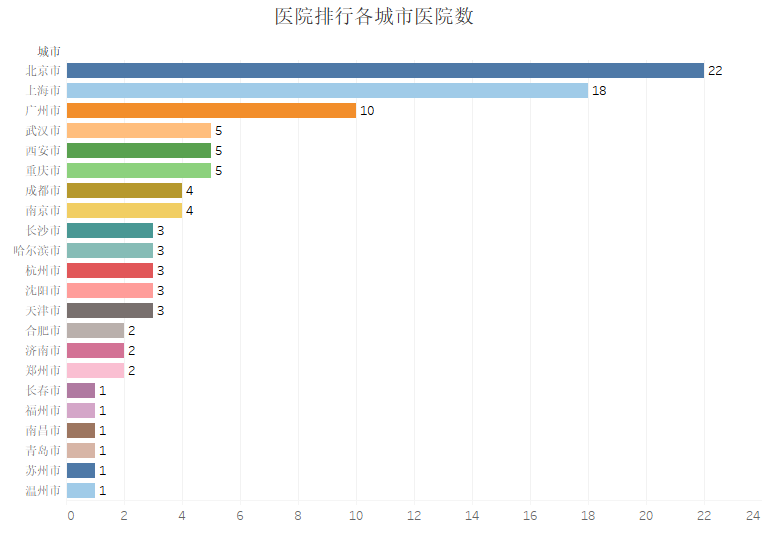 医院排行各城市医院数
城市
北京市 22
上海市 18
广州市 10
武汉市 5
西安市 5
重庆市 5
成都市 4
南京市 4
长沙市 3
哈尔滨市 3
杭州市 3
沈阳市 3
天津市 3
合肥市 2
济南市 2
郑州市 2
长春市 1
福州市 1
南昌市 1
青岛市 1
苏州市 1
温州市 1
0 2 4 6 8 10 12 14 16 18 20 22 24